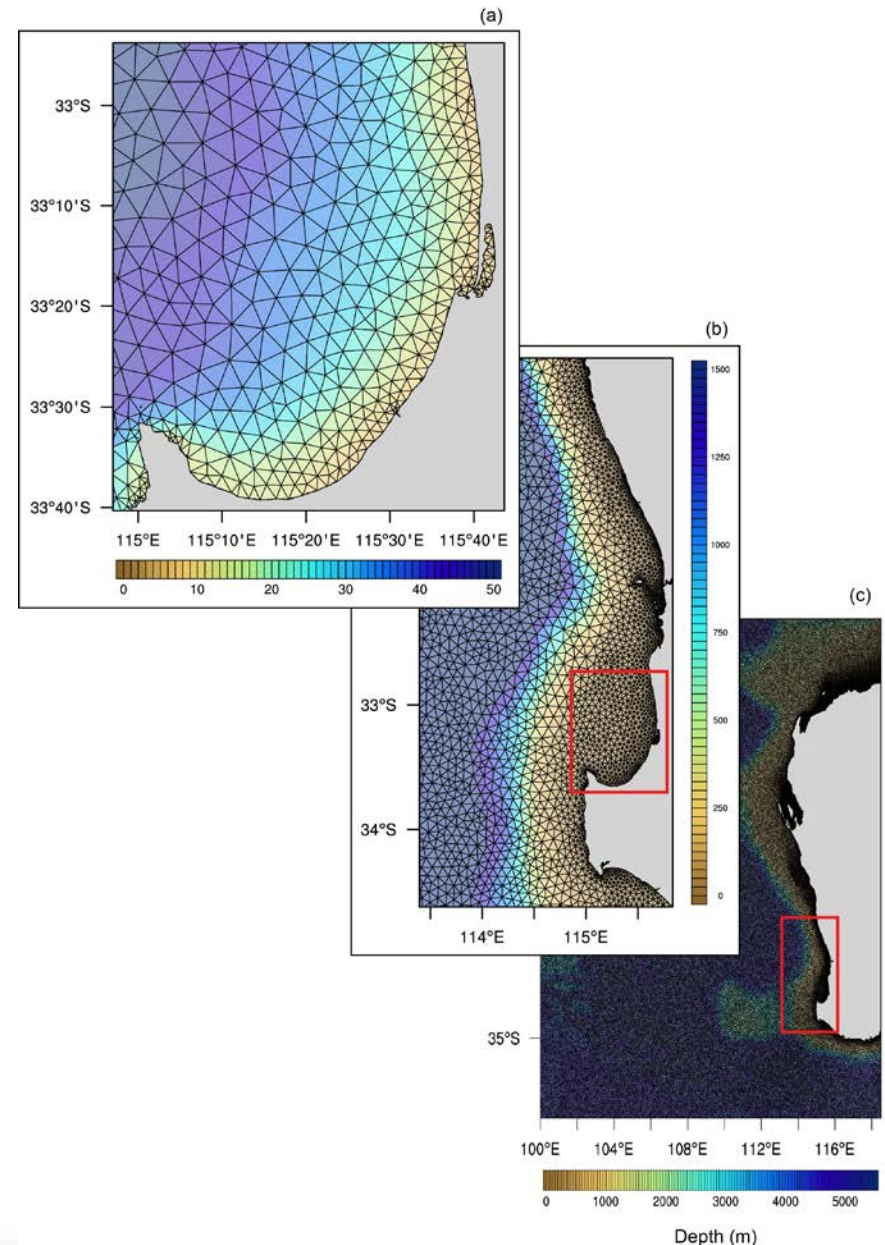 (a)
33°S
33°10'S
33°20'S
33°30'S
33°40'S
115°E 115°10'E 115°20'E 115°30'E 115°40'E
0 10 20 30 40 50
(b)
33°S
34°S
114°E 115°E
1500
1250
1000
750
500
250
0
(c)
35°S
100°E 104°E 108°E 112°E 116°E
0 1000 2000 3000 4000 5000
Depth (m)